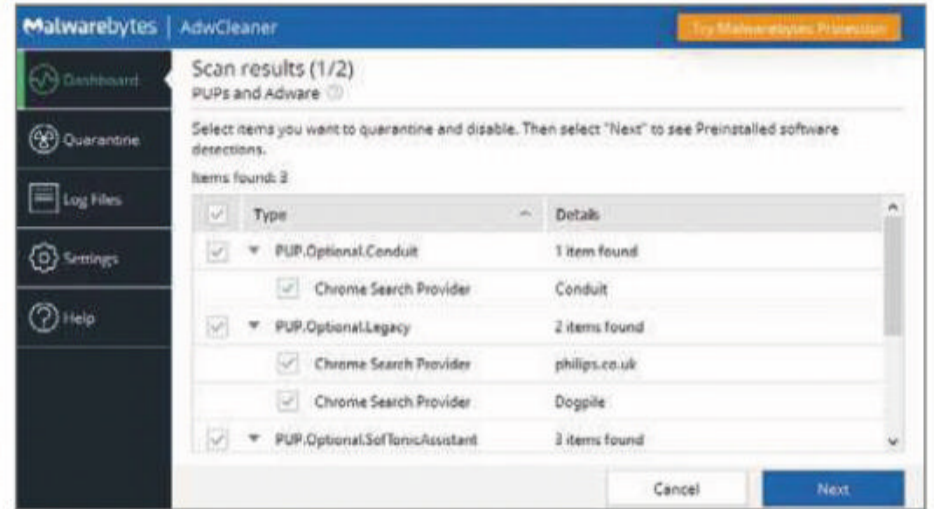 Malwarebytes | AdwCleaner
Try Malwarebytes Protection
Dashboard
Quarantine
Log Files
Settings
Help
Scan results (1/2)
PUPs and Adware
Select items you want to quarantine and disable. Then select "Next" to see Preinstalled software
detections.
Items found: 3
Type Details
PUP.Optional.Conduit 1 item found
Chrome Search Provider Conduit
PUP.Optional.Legacy 2 items found
Chrome Search Provider philips.co.uk
Chrome Search Provider Dogpile
PUP.Optional.SofTonicAssistant 3 items found
Cancel Next